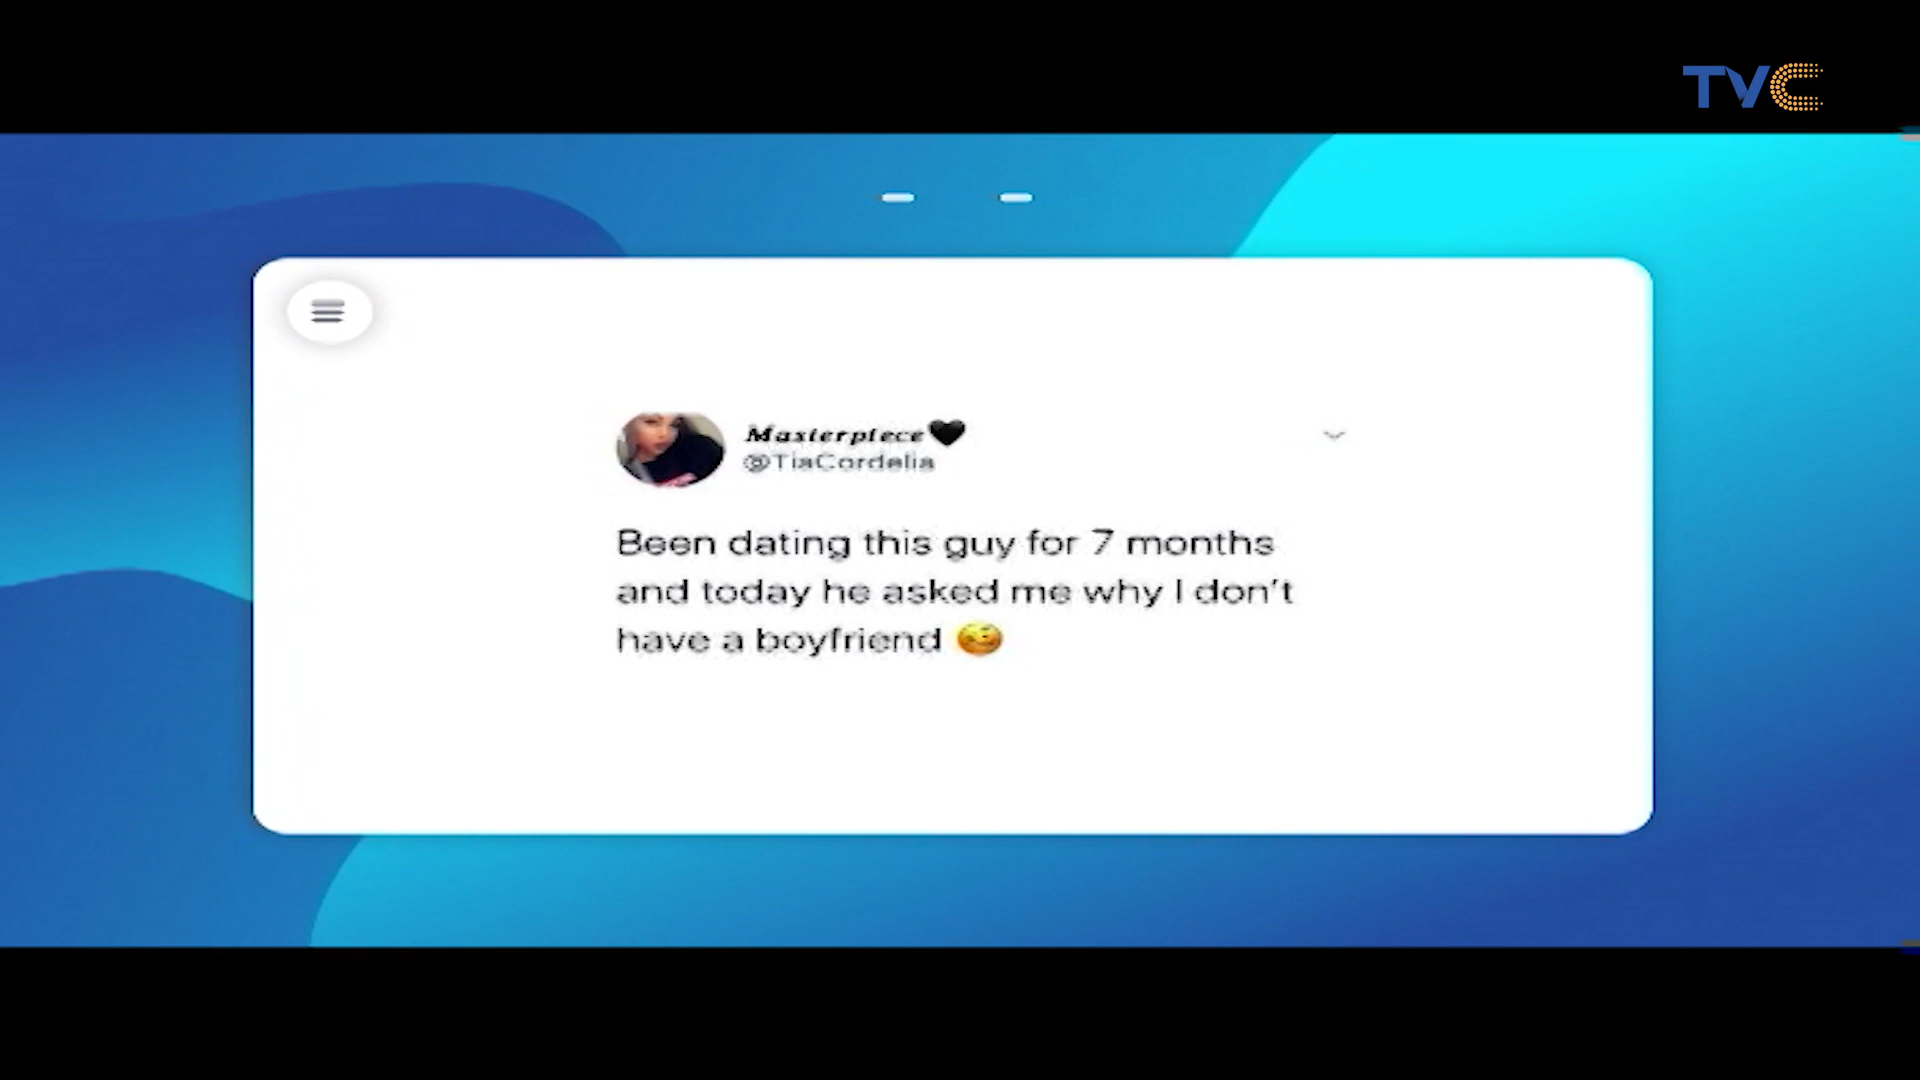 TVC
Masterpiece🖤
@TiaCordelia
Been dating this guy for 7 months
and today he asked me why I don't
have a boyfriend 🥴